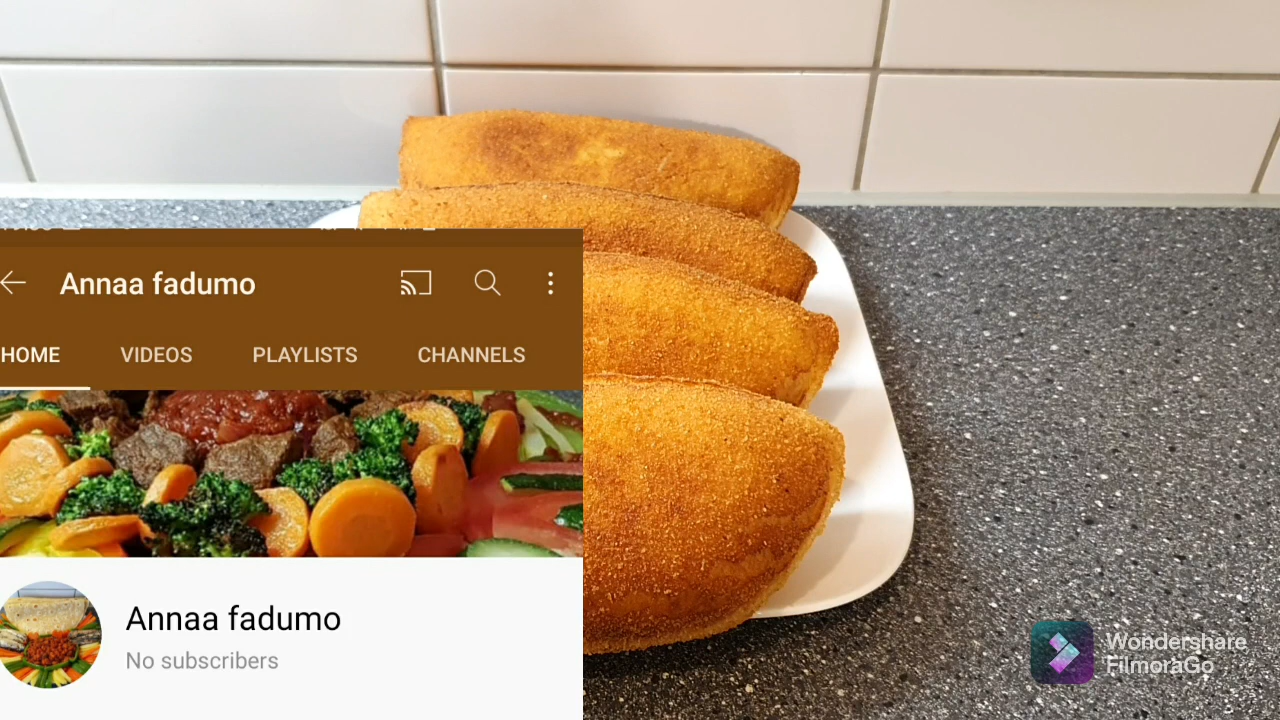 Annaa fadumo
HOME VIDEOS PLAYLISTS CHANNELS
Annaa fadumo
No subscribers
Wondershare
FilmoraGo